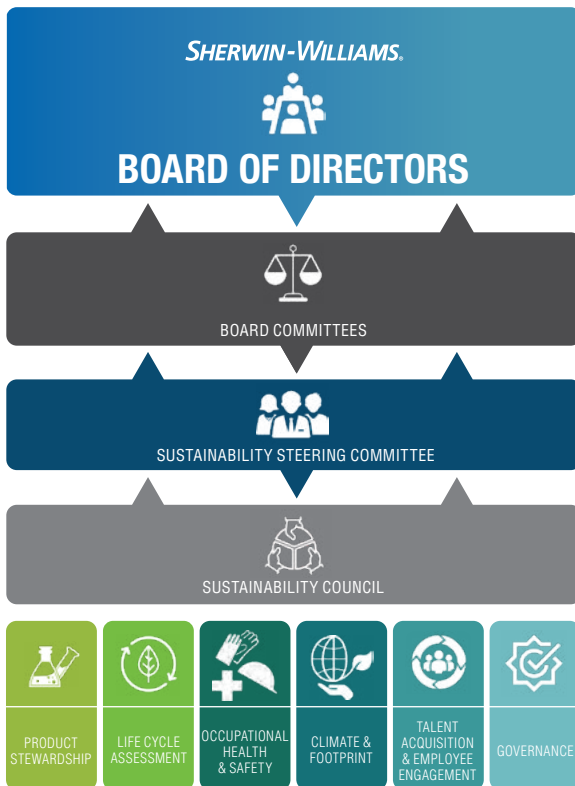 SHERWIN-WILLIAMS.
BOARD OF DIRECTORS
BOARD COMMITTEES
SUSTAINABILITY STEERING COMMITTEE
SUSTAINABILITY COUNCIL
PRODUCT
STEWARDSHIP
LIFE CYCLE
ASSESSMENT
OCCUPATIONAL
HEALTH
& SAFETY
CLIMATE &
FOOTPRINT
TALENT
ACQUISITION
& EMPLOYEE
ENGAGEMENT
GOVERNANCE